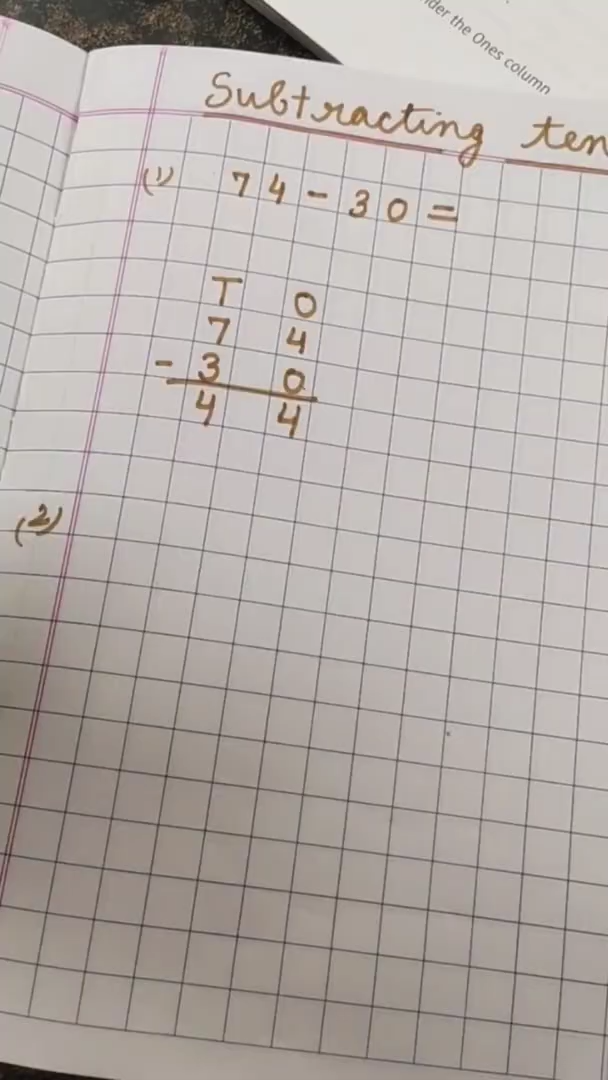 der the Ones column
Subtracting ten
(1) 74-30=
T O
7 4
- 3 0
4 4
(2)